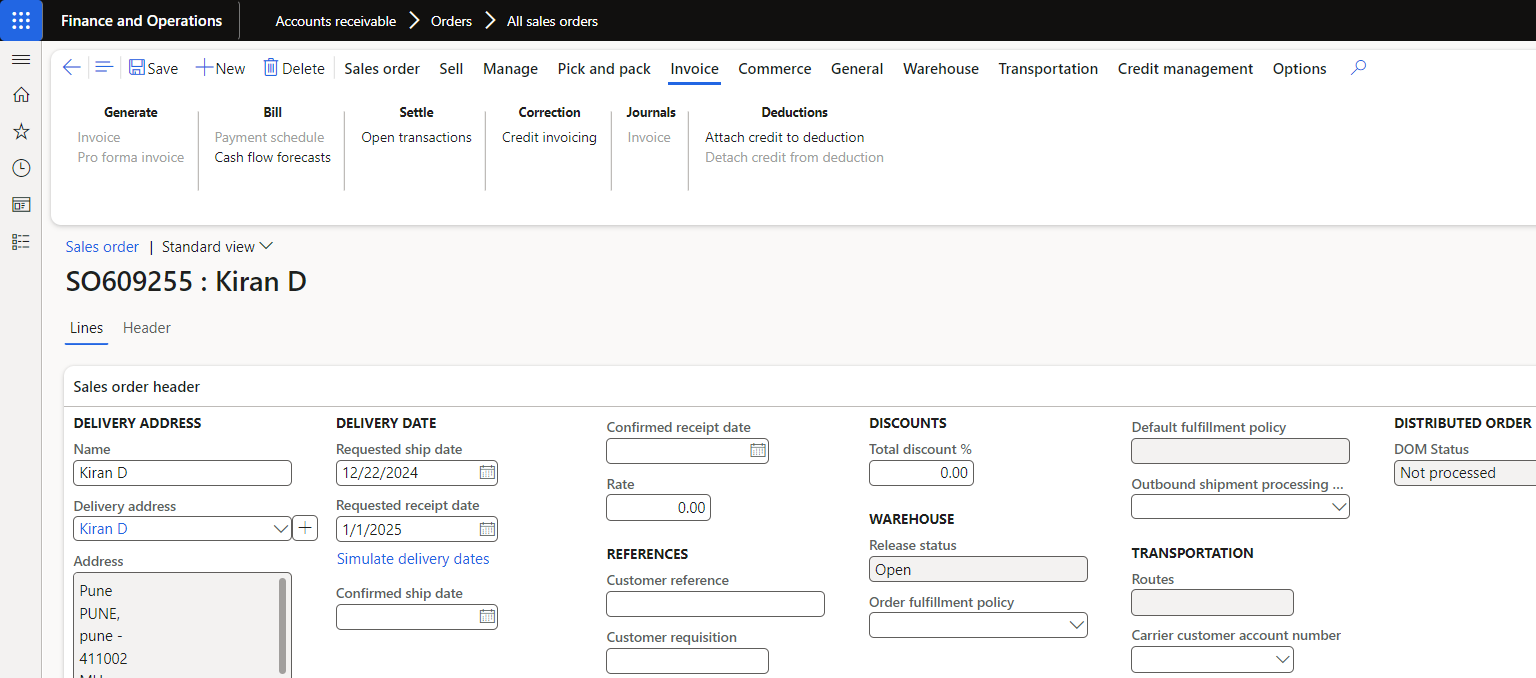 Finance and Operations
Accounts receivable
Orders
All sales orders
Save
New
Delete
Sales order
Sell
Manage
Pick and pack
Invoice
Commerce
General
Warehouse
Transportation
Credit management
Options
Generate
Invoice
Pro forma invoice
Bill
Payment schedule
Cash flow forecasts
Settle
Open transactions
Correction
Credit invoicing
Journals
Invoice
Deductions
Attach credit to deduction
Detach credit from deduction
Sales order | Standard view
SO609255 : Kiran D
Lines
Header
Sales order header
DELIVERY ADDRESS
Name
Kiran D
Delivery address
Kiran D
Address
Pune
PUNE,
pune -
411002
DELIVERY DATE
Requested ship date
12/22/2024
Requested receipt date
1/1/2025
Simulate delivery dates
Confirmed ship date
Confirmed receipt date
Rate
0.00
REFERENCES
Customer reference
Customer requisition
DISCOUNTS
Total discount %
0.00
WAREHOUSE
Release status
Open
Order fulfillment policy
Default fulfillment policy
Outbound shipment processing ...
TRANSPORTATION
Routes
Carrier customer account number
DISTRIBUTED ORDER
DOM Status
Not processed